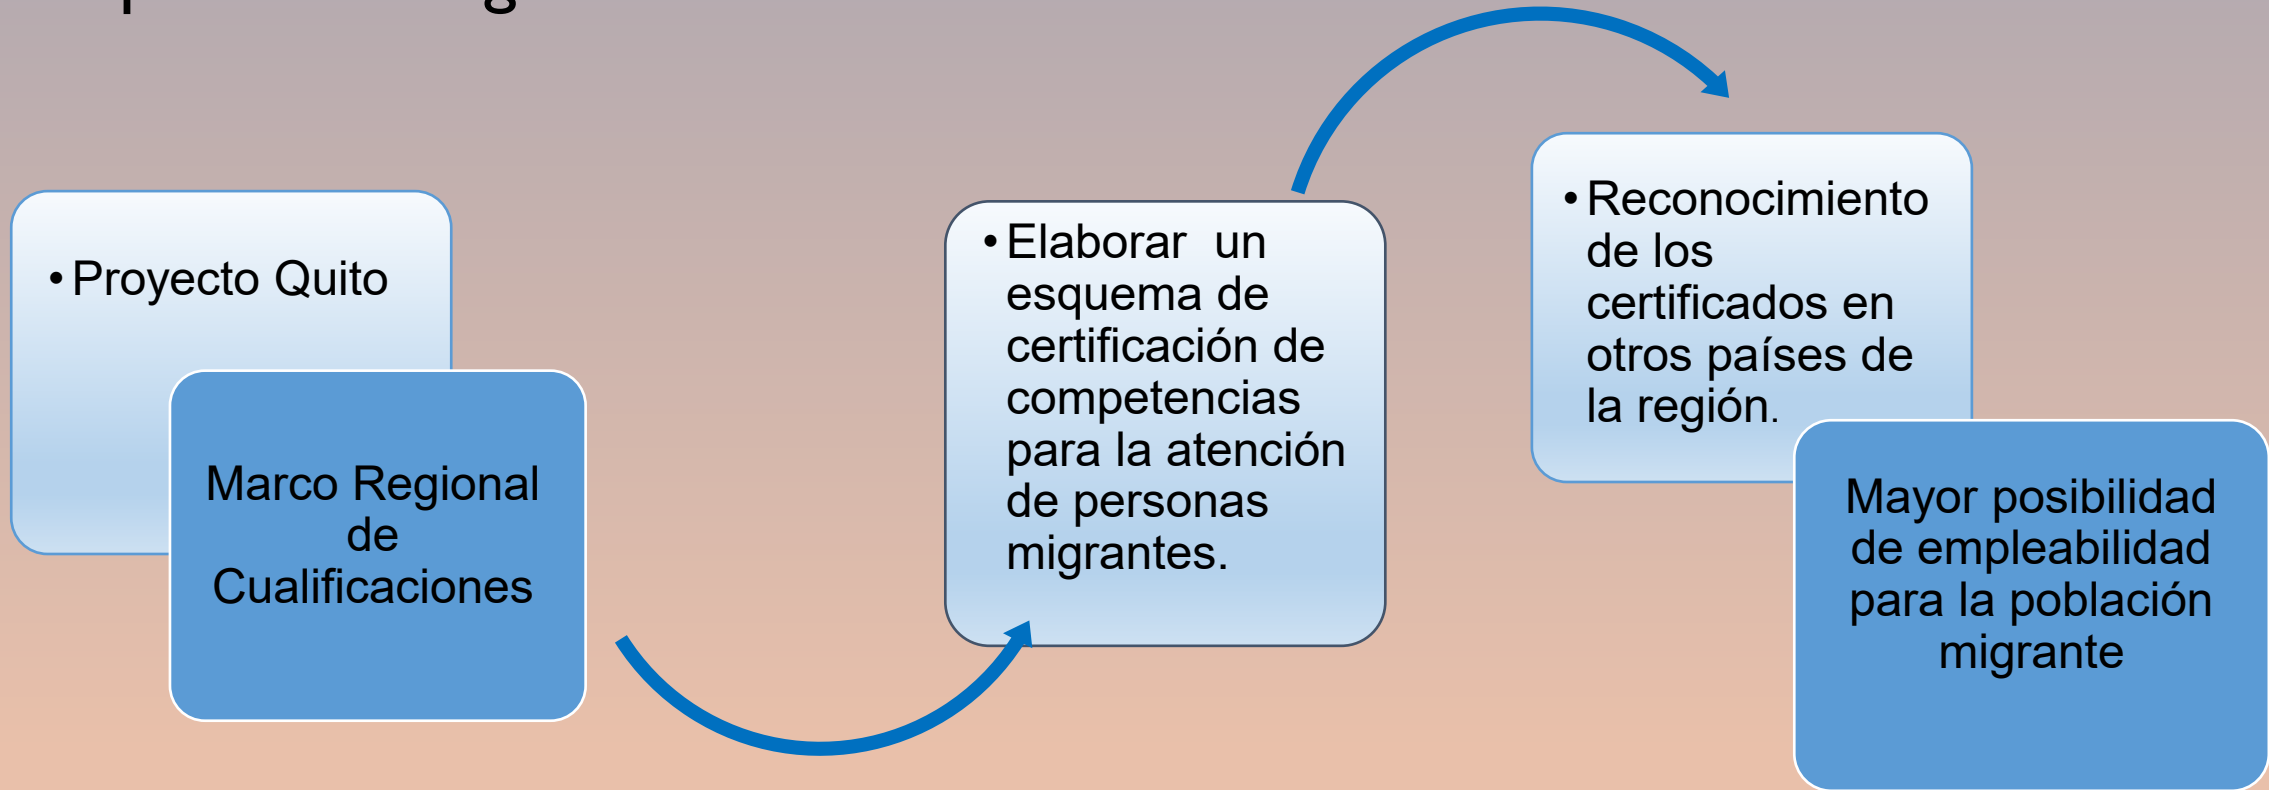 • Proyecto Quito
Marco Regional
de
Cualificaciones
• Elaborar  un
esquema de
certificación de
competencias
para la atención
de personas
migrantes.
• Reconocimiento
de los
certificados en
otros países de
la región.
Mayor posibilidad
de empleabilidad
para la población
migrante